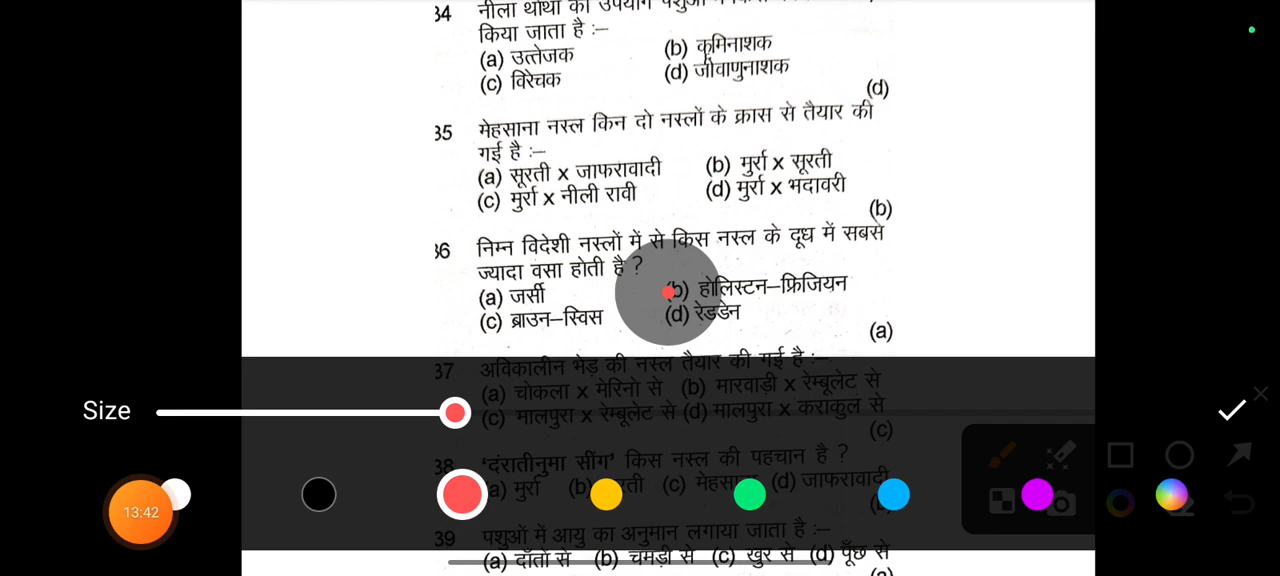 34 नीला थोथा का उपयोग पशुओं में किस
किया जाता है :–
(a) उत्तेजक (b) कृमिनाशक
(c) विरेचक (d) जीवाणुनाशक
(d)
35 मेहसाना नस्ल किन दो नस्लों के क्रास से तैयार की
गई है :–
(a) सूरती x जाफरावादी (b) मुर्रा x सूरती
(c) मुर्रा x नीली रावी (d) मुर्रा x भदावरी
(b)
36 निम्न विदेशी नस्लों में से किस नस्ल के दूध में सबसे
ज्यादा वसा होती है ?
(a) जर्सी (b) होलिस्टन–फ्रिजियन
(c) ब्राउन–स्विस (d) रेडडेन
(a)
37 अविकालीन भेड़ की नस्ल तैयार की गई है :–
(a) चोकला x मेरिनो से (b) मारवाड़ी x रेम्बूलेट से
(c) मालपुरा x रेम्बूलेट से (d) मालपुरा x कराकुल से
(c)
38 'दंरातीनुमा सींग' किस नस्ल की पहचान है ?
(a) मुर्रा (b) रती (c) मेहसा (d) जाफरावादी
39 पशुओं में आयु का अनुमान लगाया जाता है :–
(a) दाँतो से (b) चमड़ी से (c) खुर से (d) पूँछ से
(a)
Size
13:42